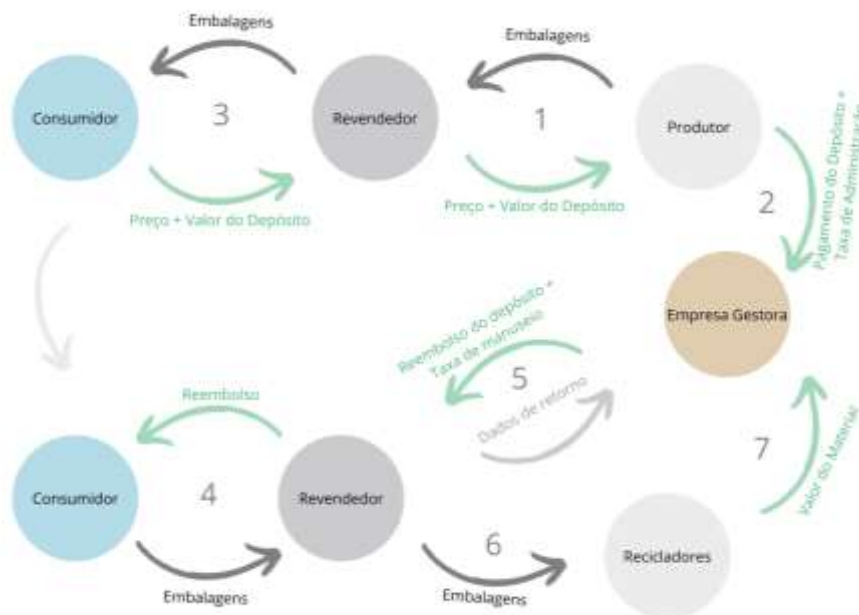 Embalagens
Embalagens
Consumidor
3
Revendedor
1
Produtor
Preço + Valor do Depósito
Preço + Valor do Depósito
2
Pagamento do Depósito +
Taxa de Administração
Empresa Gestora
Reembolso do depósito +
Taxa de manuseio
5
Dados de retorno
Reembolso
7
Valor do Material
Consumidor
4
Revendedor
6
Recicladores
Embalagens
Embalagens